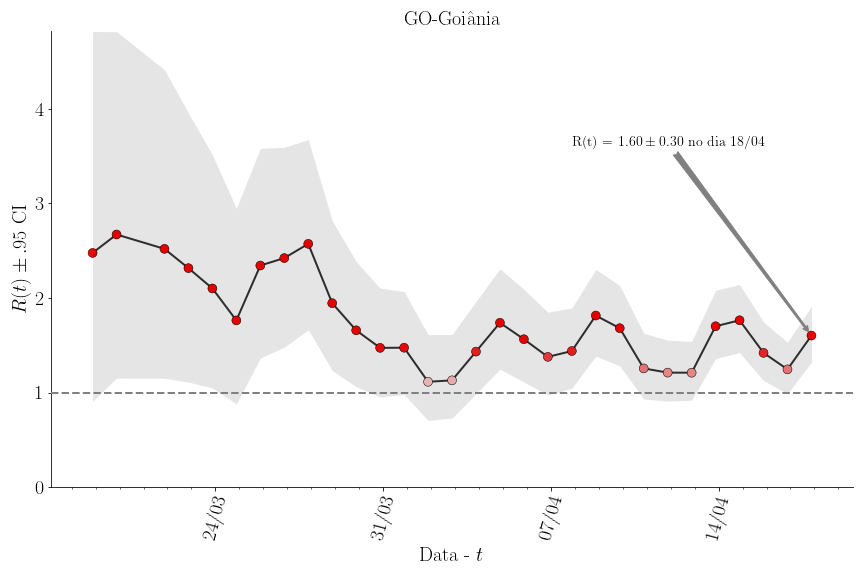 GO-Goiânia
R(t) = 1.60 ± 0.30 no dia 18/04
R(t) ± .95 CI
4
3
2
1
0
24/03
31/03
07/04
14/04
Data - t